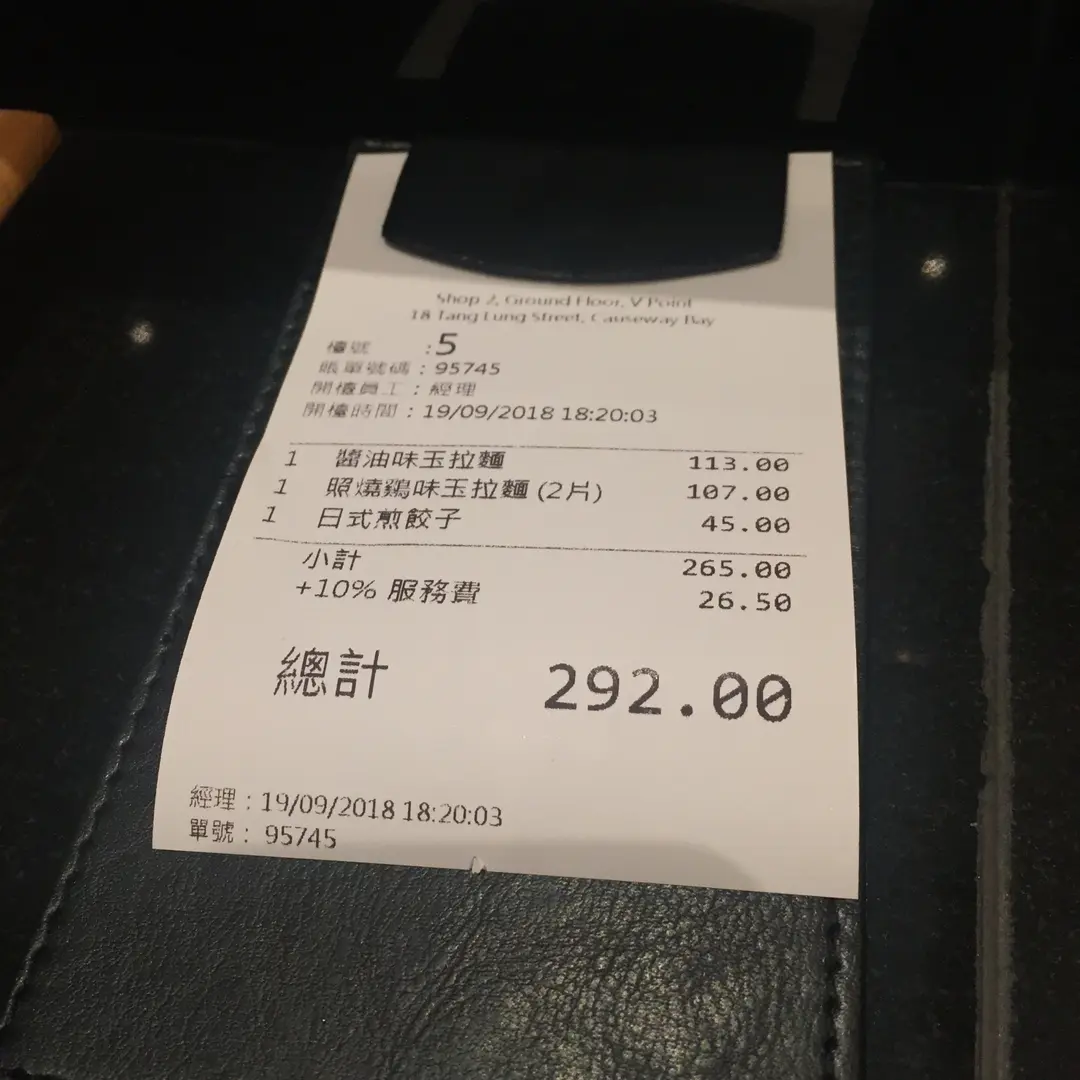 Shop 2, Ground Floor, V Point
18 Tang Lung Street, Causeway Bay
檯號 :5
賬單號碼 : 95745
開檯員工 : 經理
開檯時間 : 19/09/2018 18:20:03
1 醬油味玉拉麵 113.00
1 照燒鷄味玉拉麵 (2片) 107.00
1 日式煎餃子 45.00
小計 265.00
+10% 服務費 26.50
總計 292.00
經理 : 19/09/2018 18:20:03
單號 : 95745